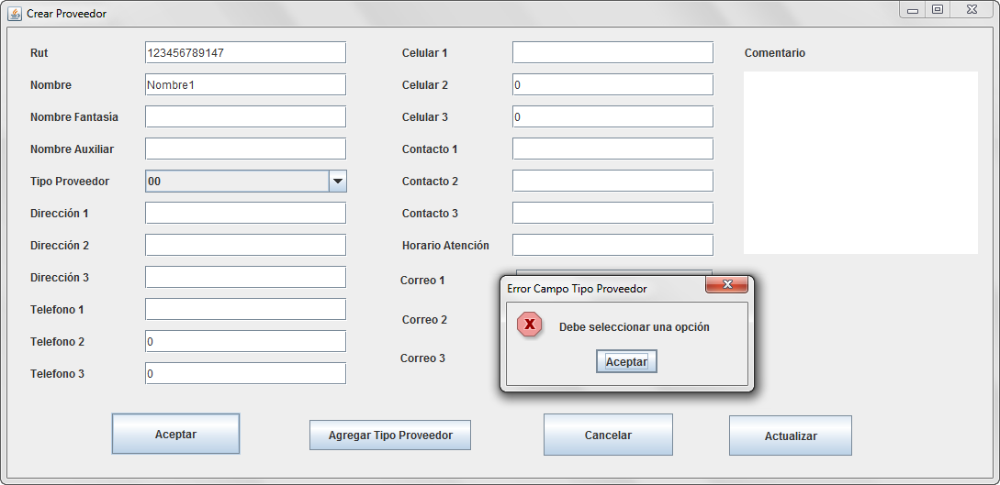 Crear Proveedor
Rut 123456789147
Nombre Nombre1
Nombre Fantasía
Nombre Auxiliar
Tipo Proveedor 00
Dirección 1
Dirección 2
Dirección 3
Telefono 1
Telefono 2 0
Telefono 3 0
Celular 1
Celular 2 0
Celular 3 0
Contacto 1
Contacto 2
Contacto 3
Horario Atención
Correo 1
Correo 2
Correo 3
Comentario
Error Campo Tipo Proveedor
Debe seleccionar una opción
Aceptar
Aceptar
Agregar Tipo Proveedor
Cancelar
Actualizar